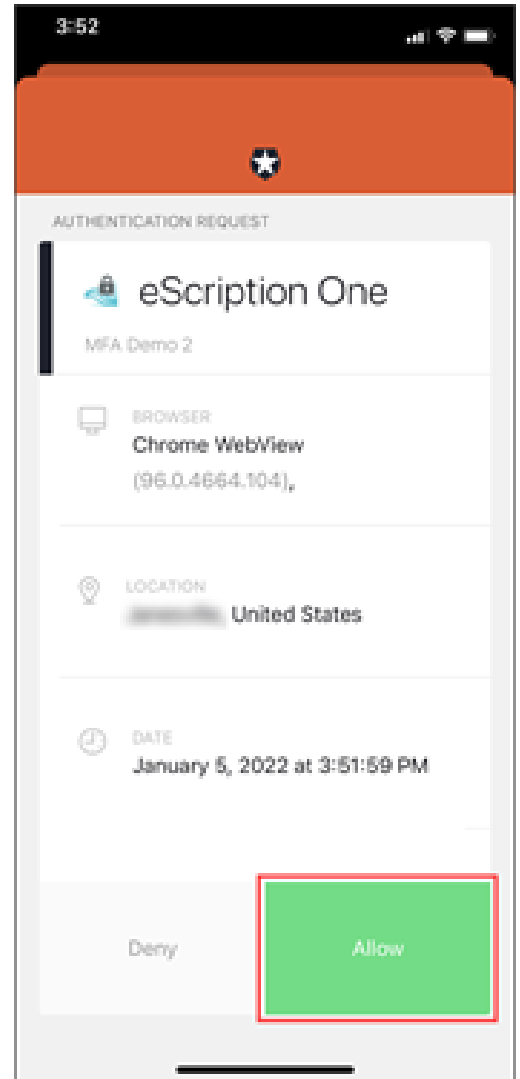 3:52
AUTHENTICATION REQUEST
eScription One
MFA Demo 2
BROWSER
Chrome WebView
(96.0.4664.104),
LOCATION
United States
DATE
January 5, 2022 at 3:51:59 PM
Deny
Allow